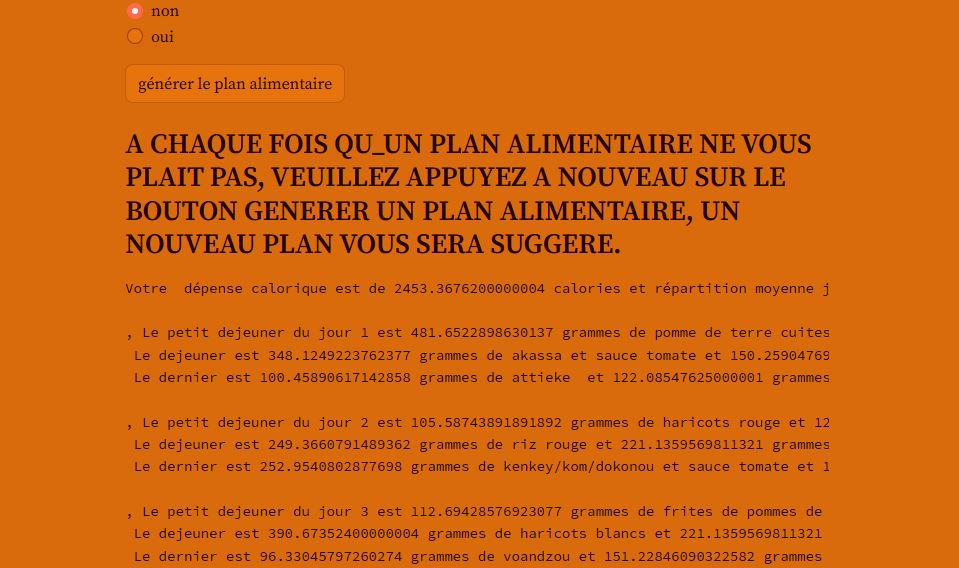 non
oui
générer le plan alimentaire
A CHAQUE FOIS QU_UN PLAN ALIMENTAIRE NE VOUS
PLAIT PAS, VEUILLEZ APPUYEZ A NOUVEAU SUR LE
BOUTON GENERER UN PLAN ALIMENTAIRE, UN
NOUVEAU PLAN VOUS SERA SUGGERE.
Votre  dépense calorique est de 2453.3676200000004 calories et répartition moyenne j
, Le petit dejeuner du jour 1 est 481.6522898630137 grammes de pomme de terre cuites
Le dejeuner est 348.1249223762377 grammes de akassa et sauce tomate et 150.25904769
Le dernier est 100.45890617142858 grammes de attieke  et 122.08547625000001 grammes
, Le petit dejeuner du jour 2 est 105.58743891891892 grammes de haricots rouge et 12
Le dejeuner est 249.3660791489362 grammes de riz rouge et 221.1359569811321 grammes
Le dernier est 252.9540802877698 grammes de kenkey/kom/dokonou et sauce tomate et 1
, Le petit dejeuner du jour 3 est 112.69428576923077 grammes de frites de pommes de
Le dejeuner est 390.67352400000004 grammes de haricots blancs et 221.1359569811321
Le dernier est 96.33045797260274 grammes de voandzou et 151.22846090322582 grammes